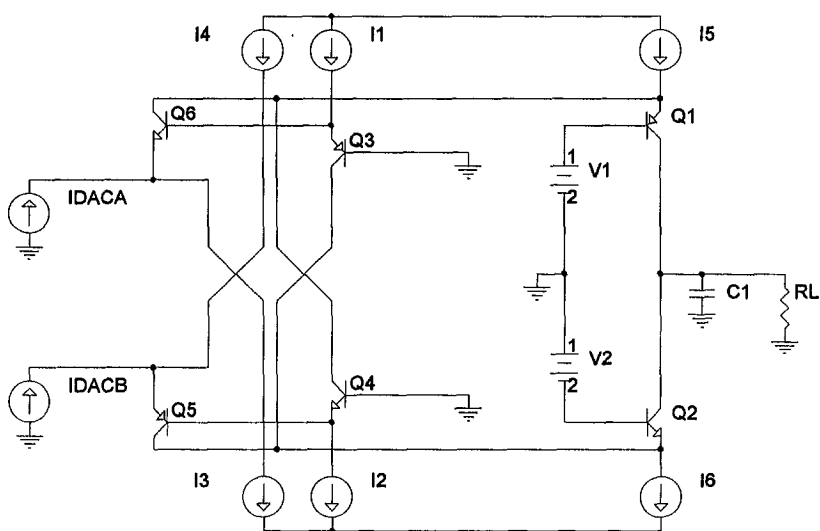 I4
I1
I5
Q6
Q1
Q3
1
V1
2
IDACA
C1
RL
1
V2
2
IDACB
Q4
Q5
Q2
I3
I2
I6